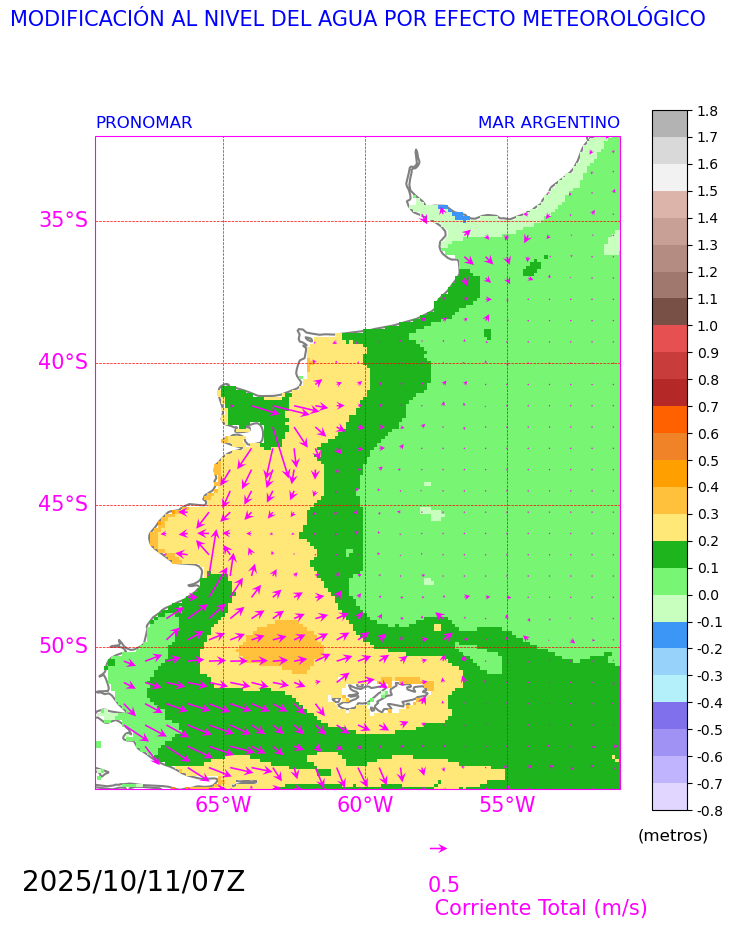 MODIFICACIÓN AL NIVEL DEL AGUA POR EFECTO METEOROLÓGICO
PRONOMAR
MAR ARGENTINO
35°S
40°S
45°S
50°S
65°W
60°W
55°W
1.8
1.7
1.6
1.5
1.4
1.3
1.2
1.1
1.0
0.9
0.8
0.7
0.6
0.5
0.4
0.3
0.2
0.1
0.0
-0.1
-0.2
-0.3
-0.4
-0.5
-0.6
-0.7
-0.8
(metros)
2025/10/11/07Z
0.5
Corriente Total (m/s)